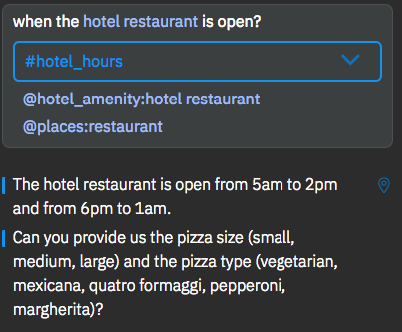 when the hotel restaurant is open?
#hotel_hours
@hotel_amenity:hotel restaurant
@places:restaurant
The hotel restaurant is open from 5am to 2pm
and from 6pm to 1am.
Can you provide us the pizza size (small,
medium, large) and the pizza type (vegetarian,
mexicana, quatro formaggi, pepperoni,
margherita)?